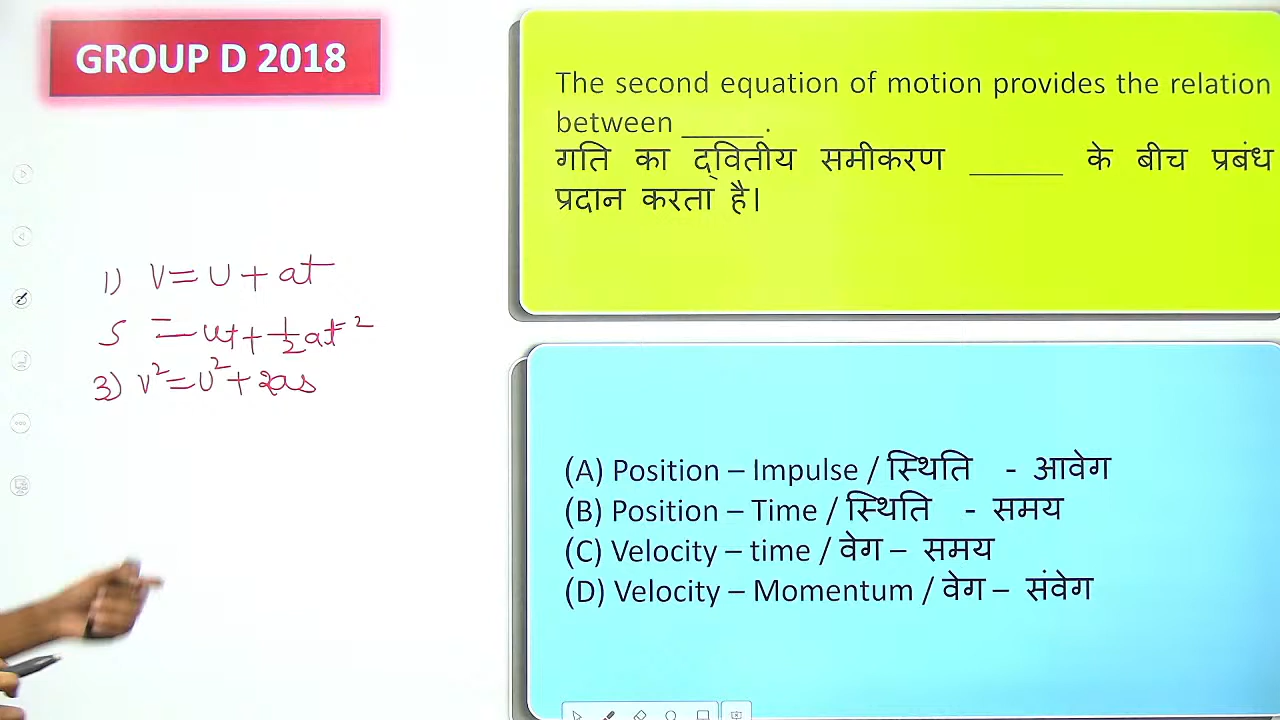 GROUP D 2018
The second equation of motion provides the relation
between _____.
गति का द्वितीय समीकरण ______ के बीच प्रबंध
प्रदान करता है।
1) V=U+at
S =ut+1/2at²
3) V²=U²+2as
(A) Position – Impulse / स्थिति - आवेग
(B) Position – Time / स्थिति - समय
(C) Velocity – time / वेग – समय
(D) Velocity – Momentum / वेग – संवेग